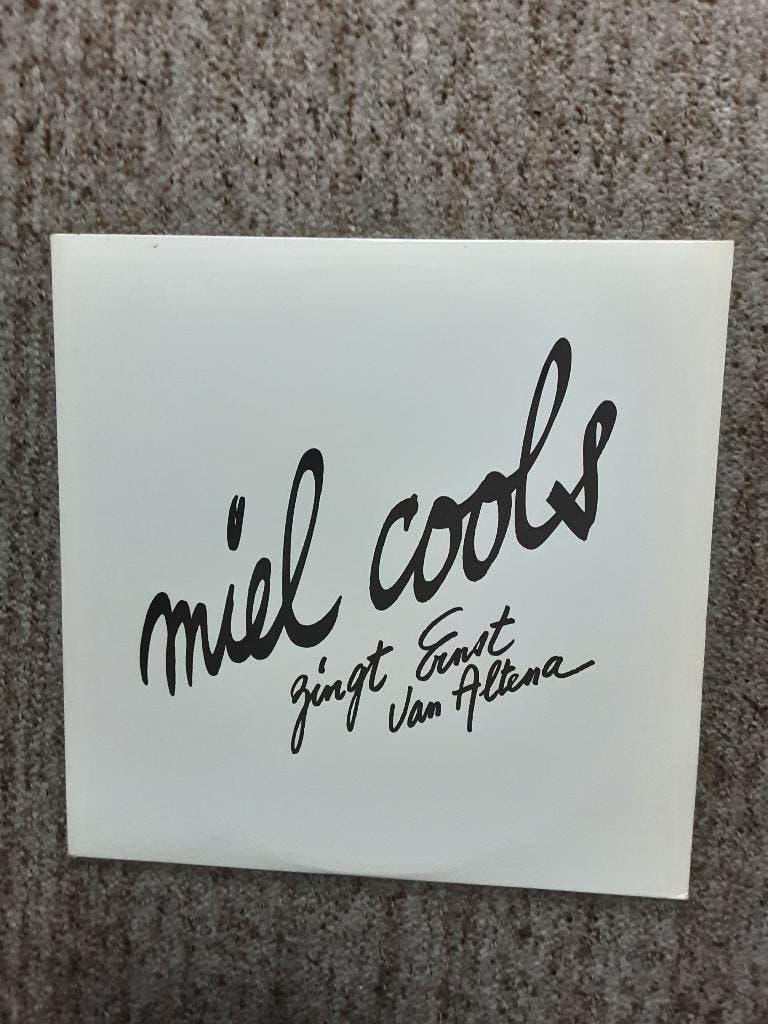 miel cools
zingt Ernst
van Altena